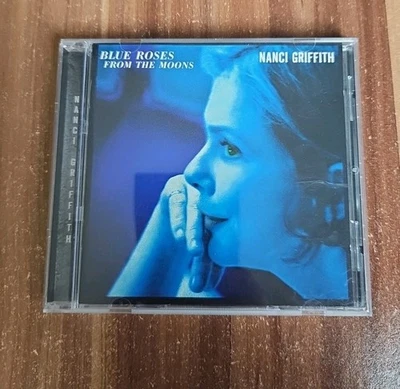 BLUE ROSES
FROM THE MOONS
NANCI GRIFFITH
NANCI GRIFFITH